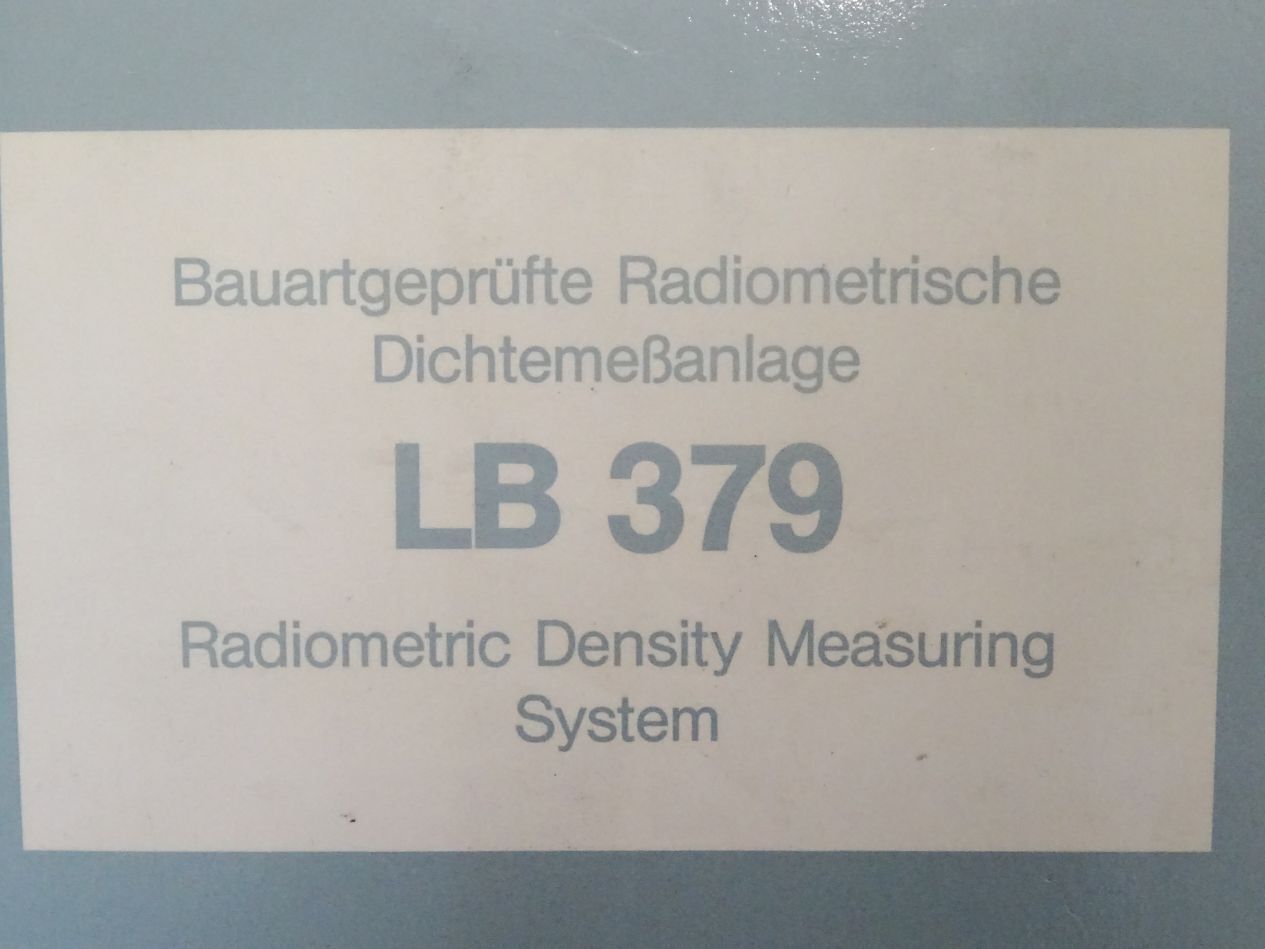 Bauartgeprüfte Radiometrische
Dichtemeßanlage
LB 379
Radiometric Density Measuring
System